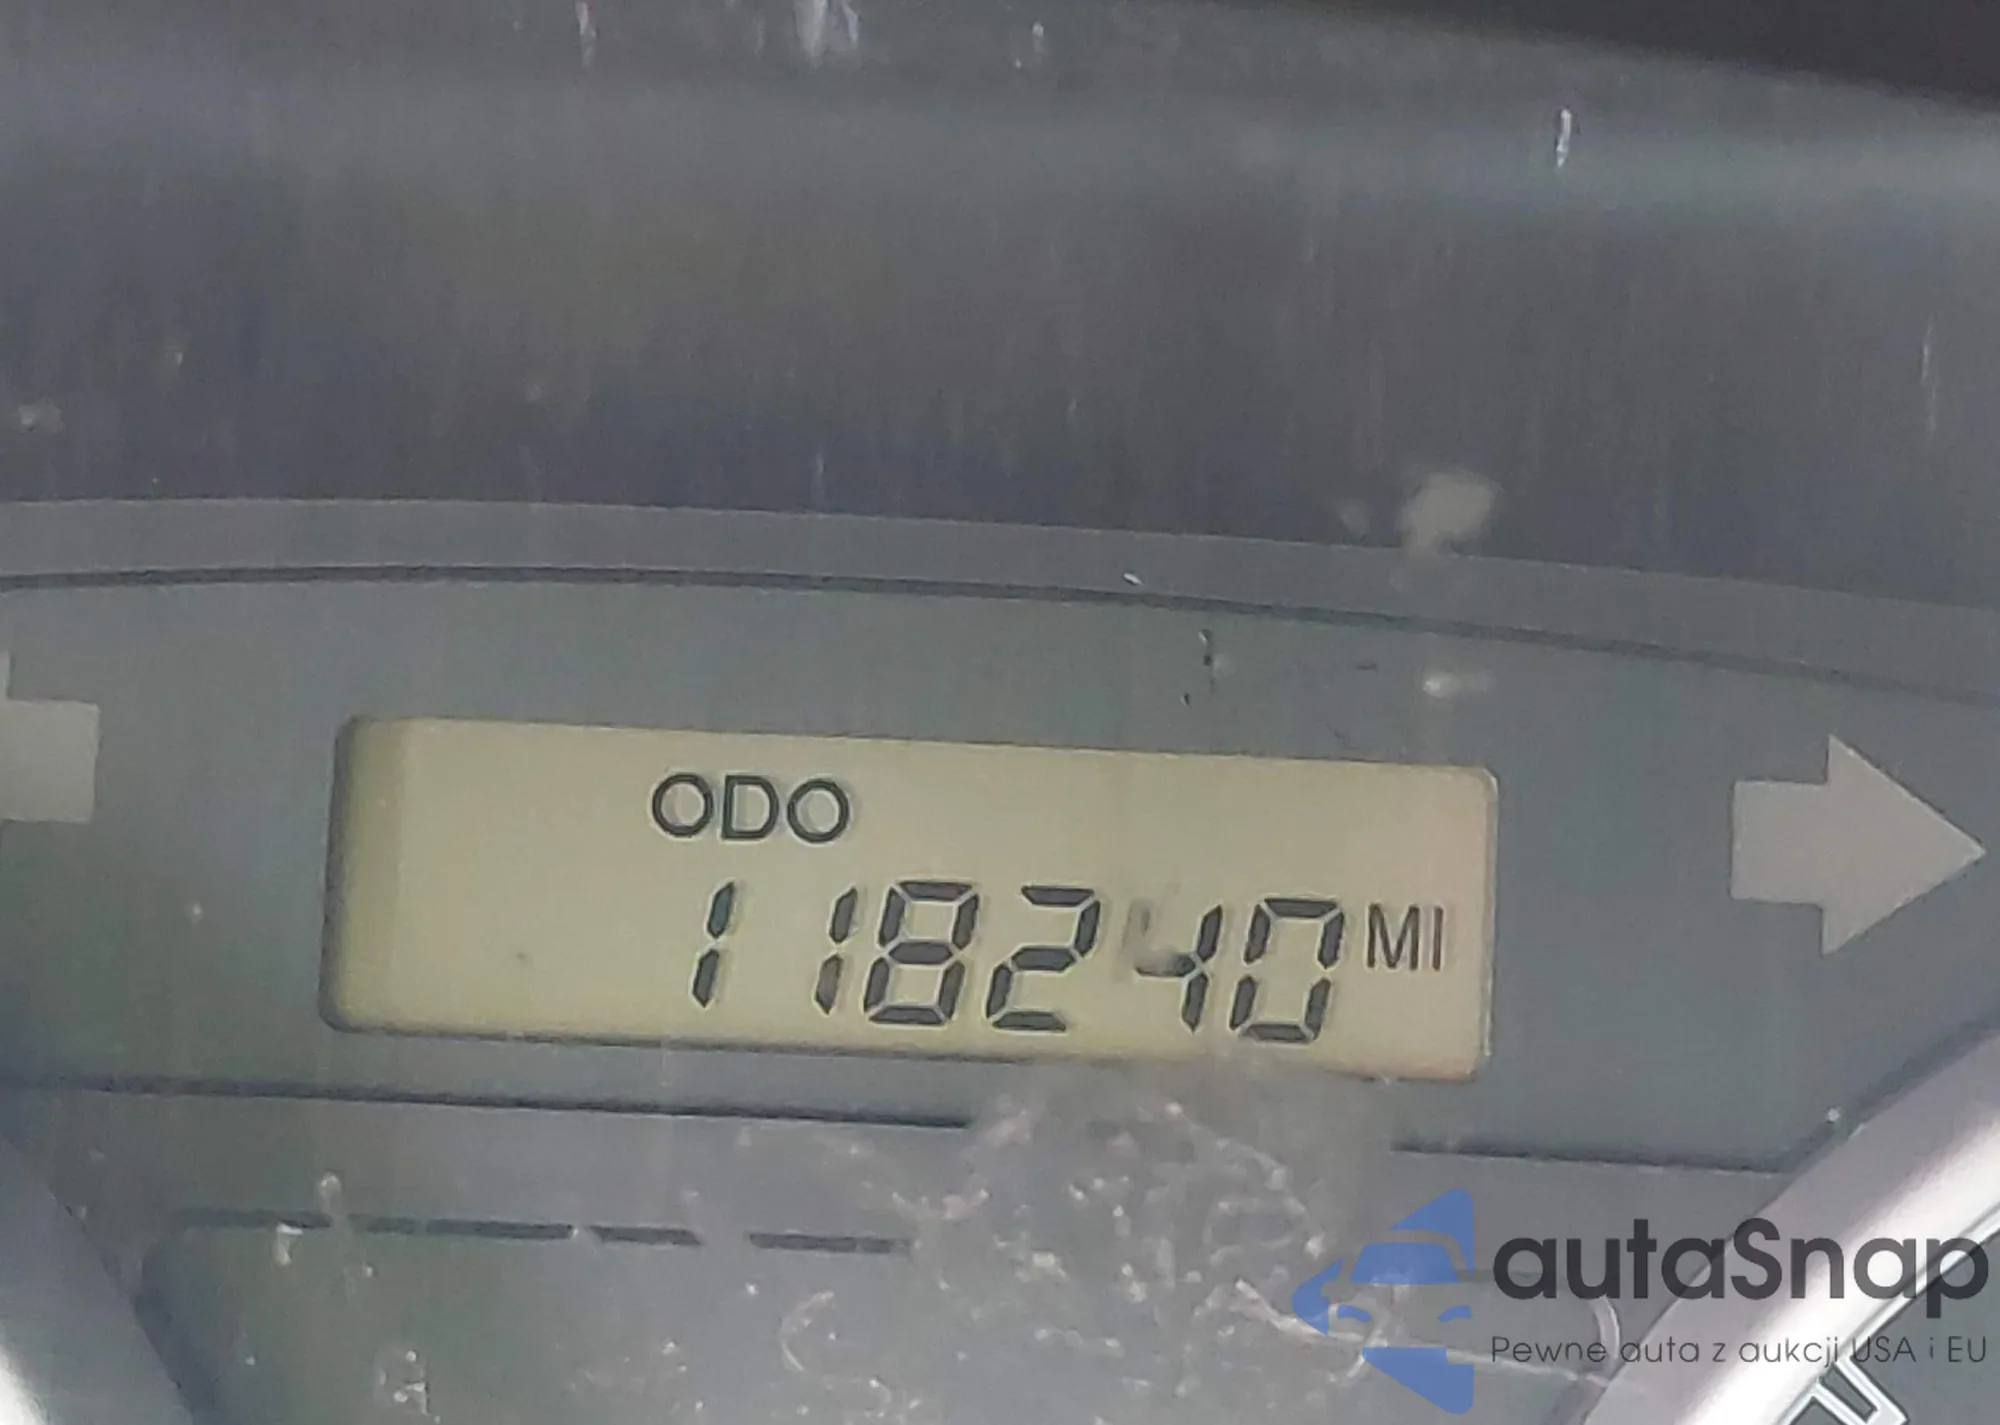 ODO
118240 MI
autaSnap
Pewne auta z aukcji USA i EU